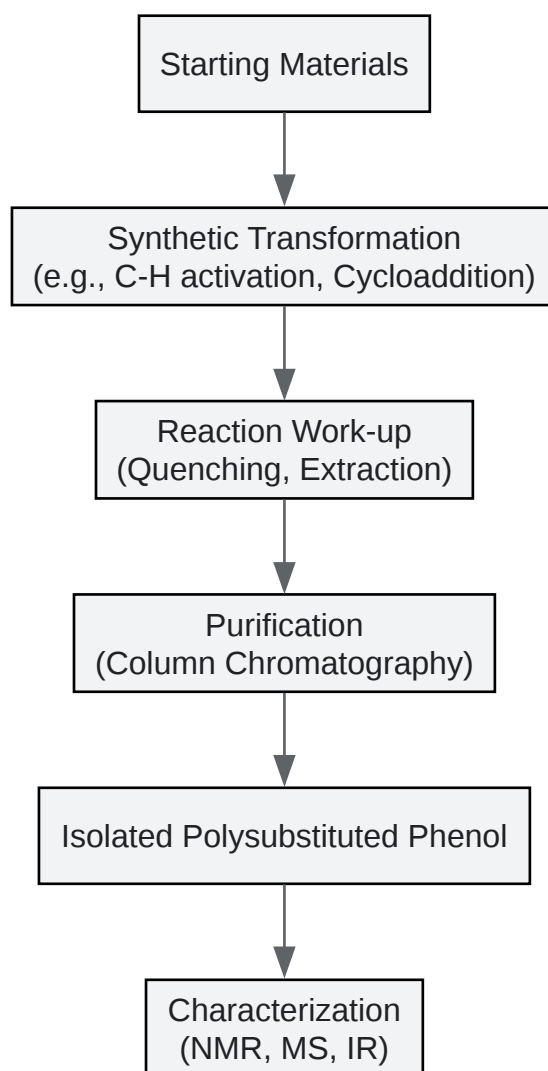 Starting Materials
Synthetic Transformation
(e.g., C-H activation, Cycloaddition)
Reaction Work-up
(Quenching, Extraction)
Purification
(Column Chromatography)
Isolated Polysubstituted Phenol
Characterization
(NMR, MS, IR)